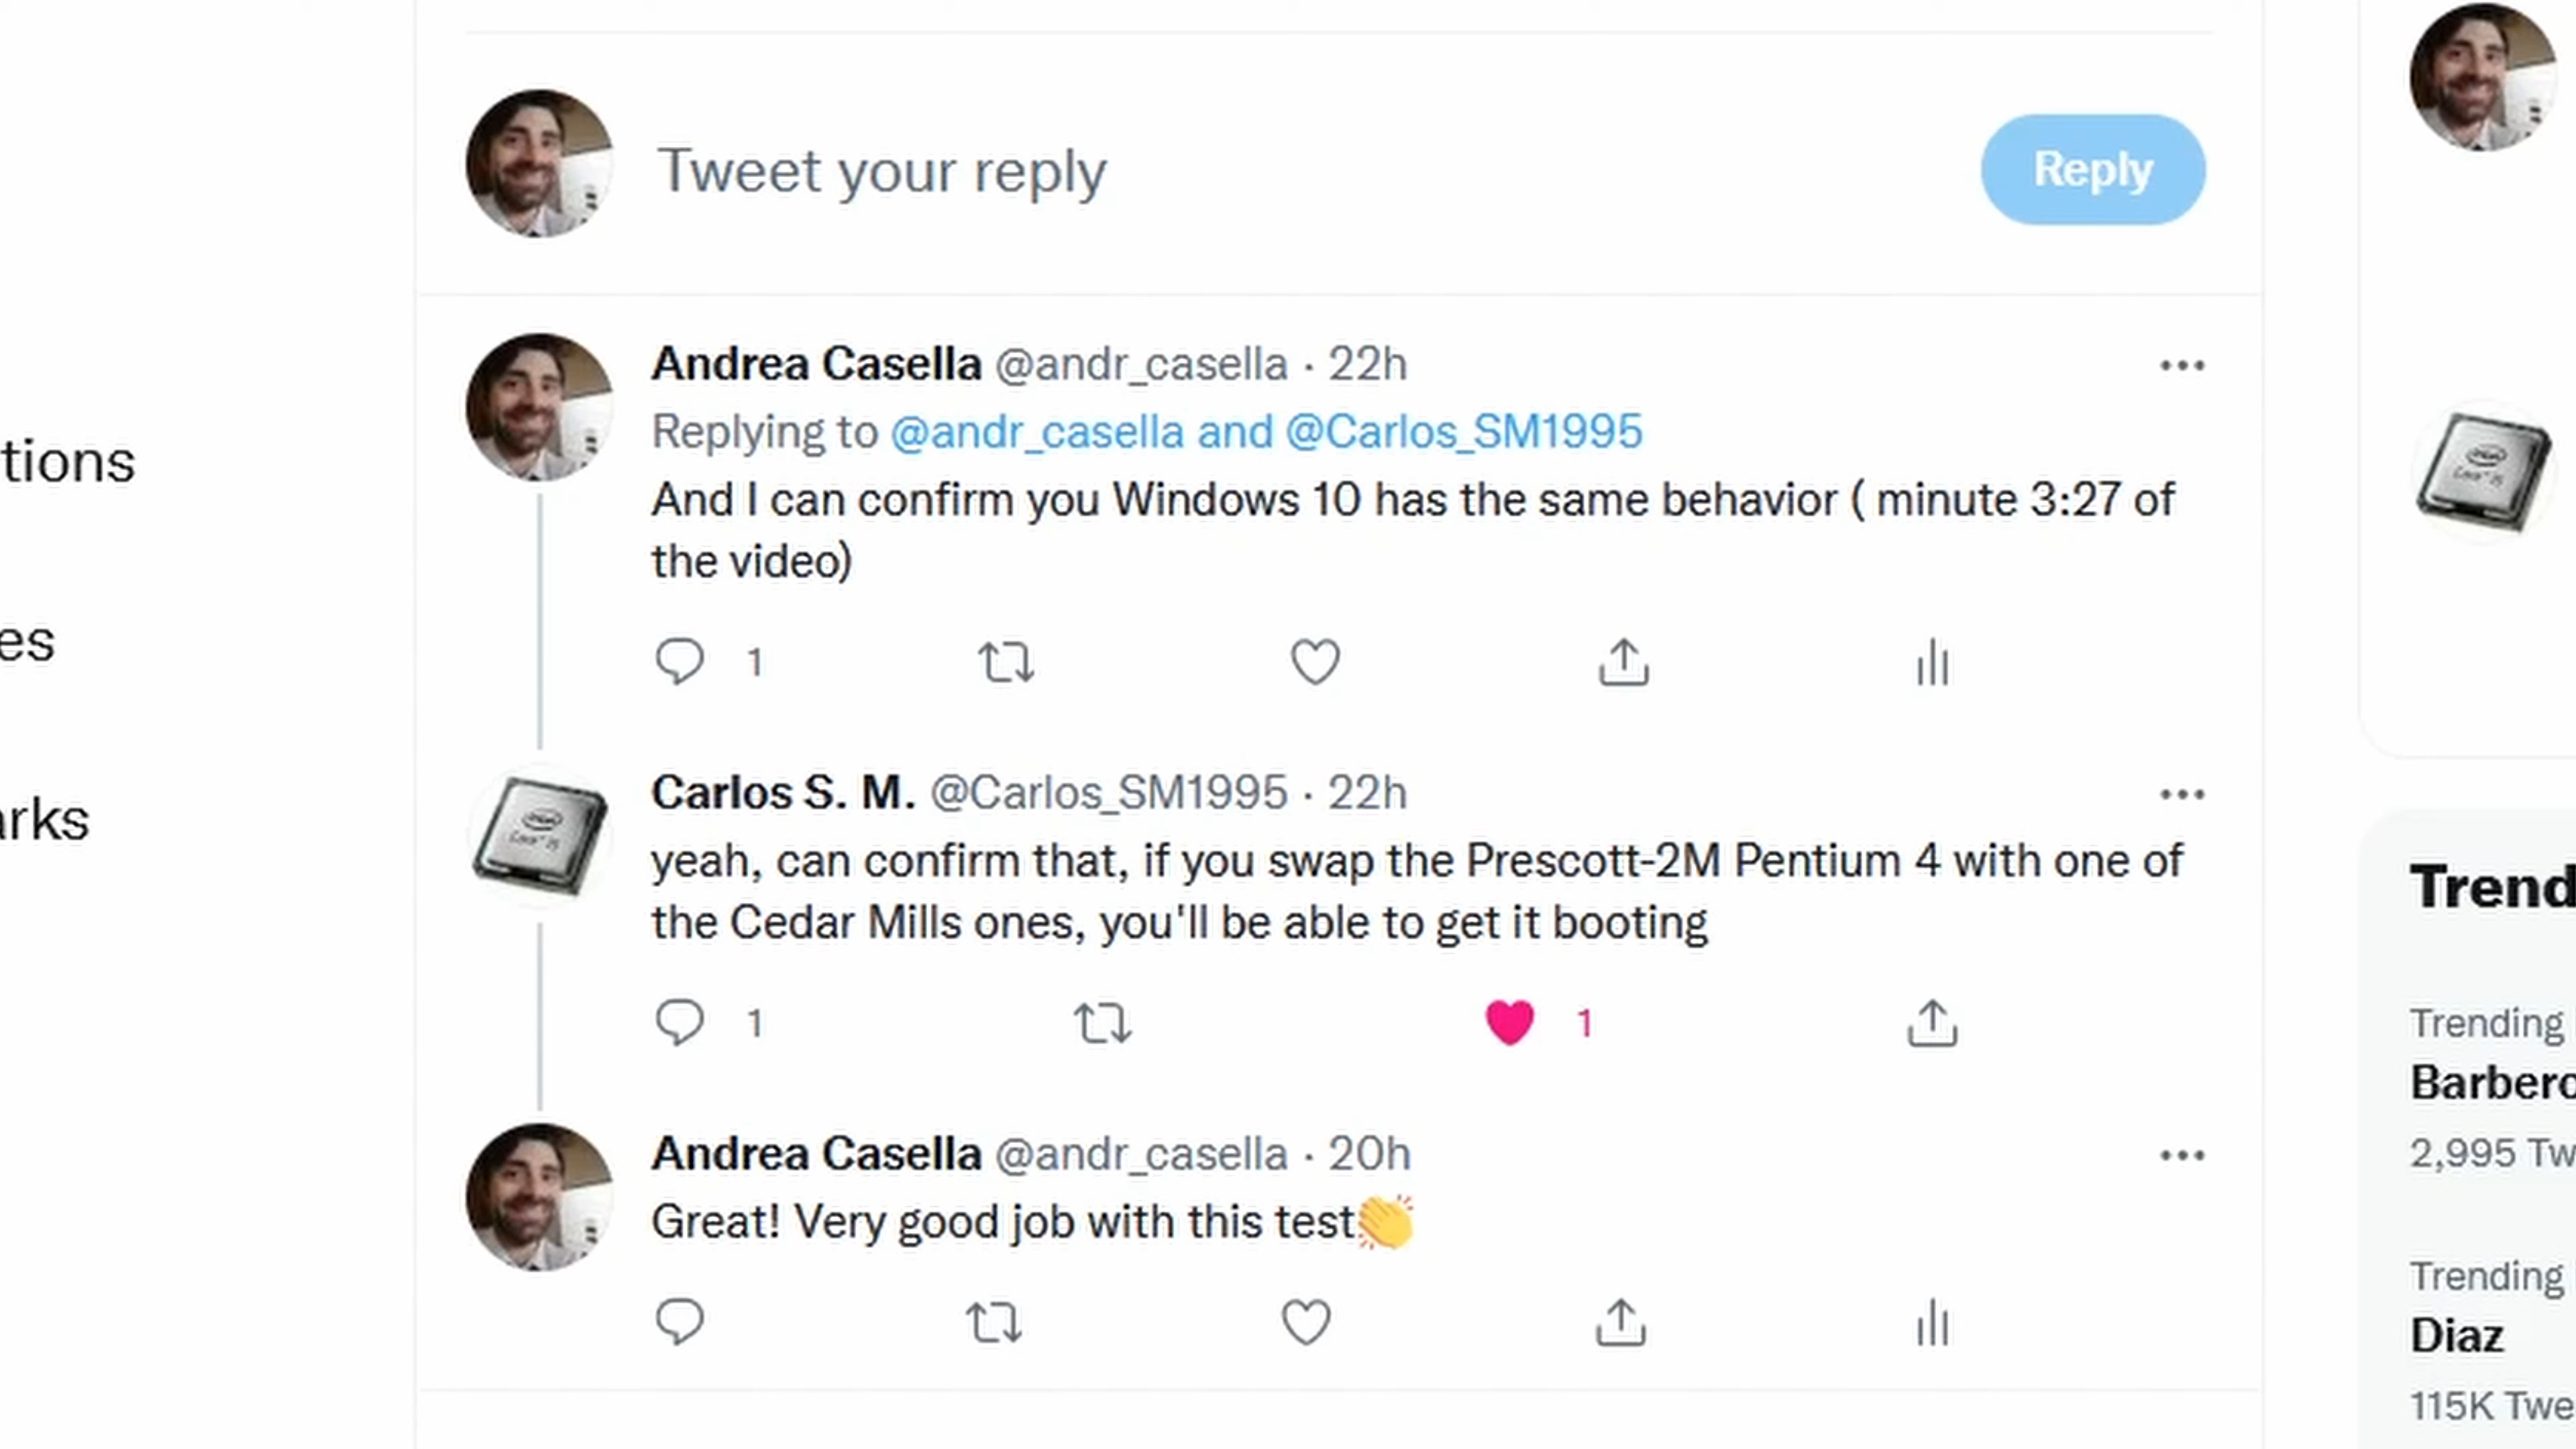 Tweet your reply
Reply
Andrea Casella @andr_casella · 22h
Replying to @andr_casella and @Carlos_SM1995
And I can confirm you Windows 10 has the same behavior ( minute 3:27 of
the video)
1
Carlos S. M. @Carlos_SM1995 · 22h
yeah, can confirm that, if you swap the Prescott-2M Pentium 4 with one of
the Cedar Mills ones, you'll be able to get it booting
1
1
Andrea Casella @andr_casella · 20h
Great! Very good job with this test👏
tions
es
arks
intel
Core i5
Trend
Trending
Barbero
2,995 Tw
Trending
Diaz
115K Twe